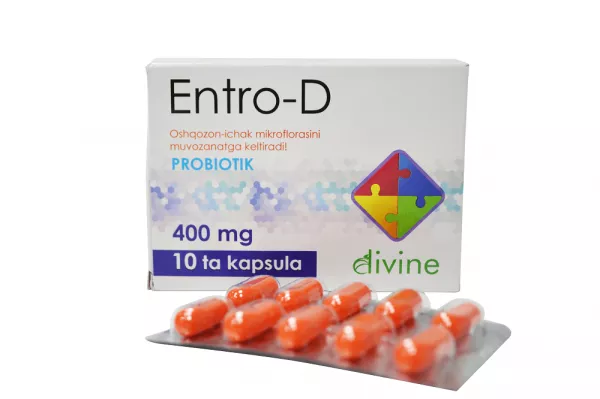 Entro-D
Oshqozon-ichak mikroflorasini
muvozanatga keltiradi!
PROBIOTIK
400 mg
10 ta kapsula
divine